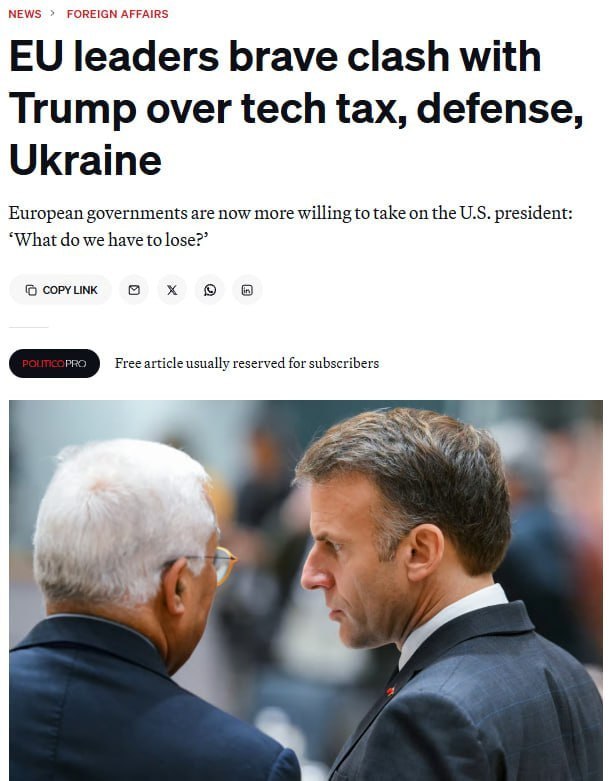 NEWS > FOREIGN AFFAIRS
EU leaders brave clash with
Trump over tech tax, defense,
Ukraine
European governments are now more willing to take on the U.S. president:
‘What do we have to lose?’
COPY LINK
POLITICO PRO Free article usually reserved for subscribers